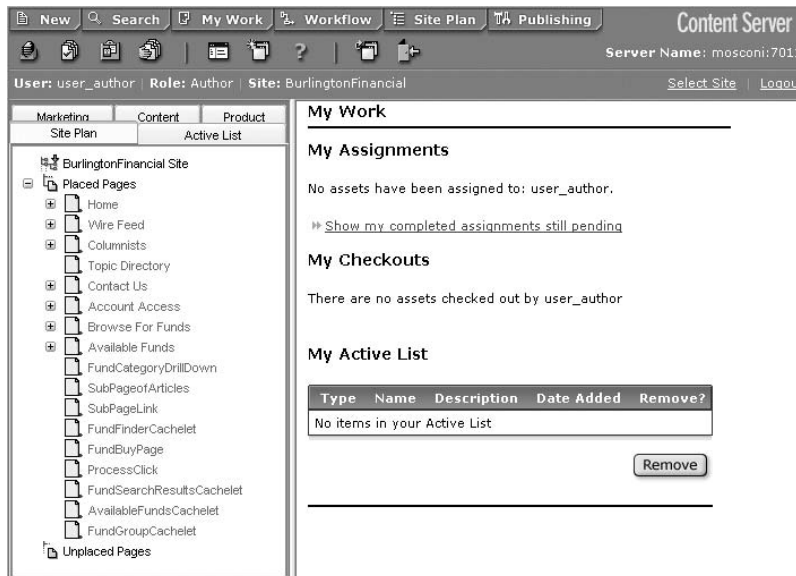 New Search My Work Workflow Site Plan Publishing Content Server
? Server Name: mosconi:701
User: user_author | Role: Author | Site: BurlingtonFinancial Select Site | Logou
Marketing Content Product
Site Plan Active List
BurlingtonFinancial Site
Placed Pages
Home
Wire Feed
Columnists
Topic Directory
Contact Us
Account Access
Browse For Funds
Available Funds
FundCategoryDrillDown
SubPageofArticles
SubPageLink
FundFinderCachelet
FundBuyPage
ProcessClick
FundSearchResultsCachelet
AvailableFundsCachelet
FundGroupCachelet
Unplaced Pages
My Work
My Assignments
No assets have been assigned to: user_author.
Show my completed assignments still pending
My Checkouts
There are no assets checked out by user_author
My Active List
Type Name Description Date Added Remove?
No items in your Active List
Remove